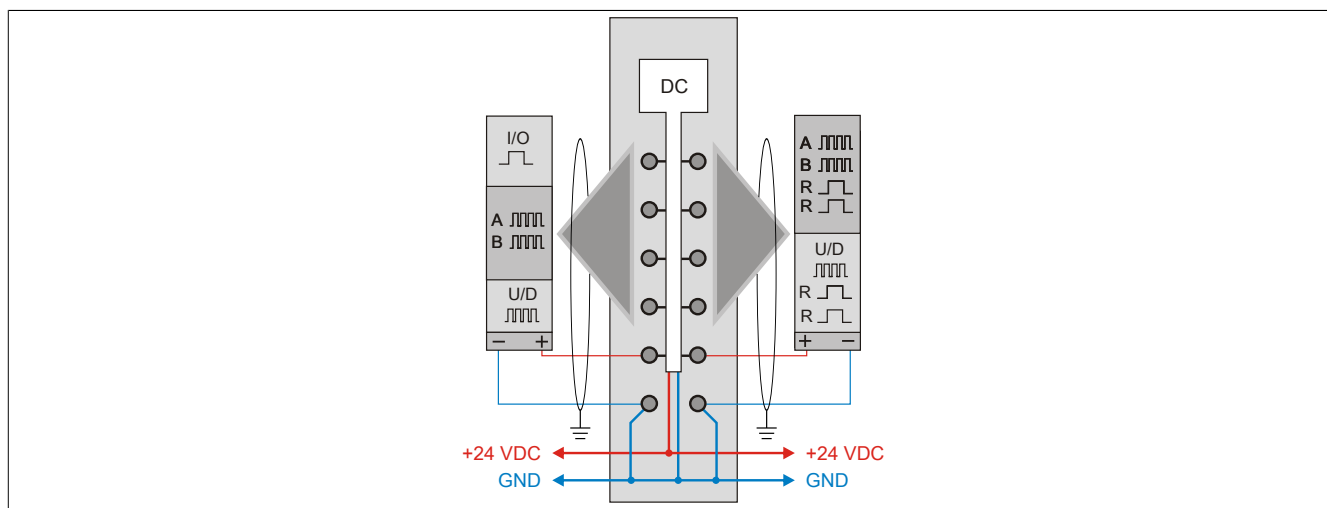 DC
I/O
A
B
U/D
− +
A
B
R
R
U/D
R
R
+ −
+24 VDC
GND
+24 VDC
GND